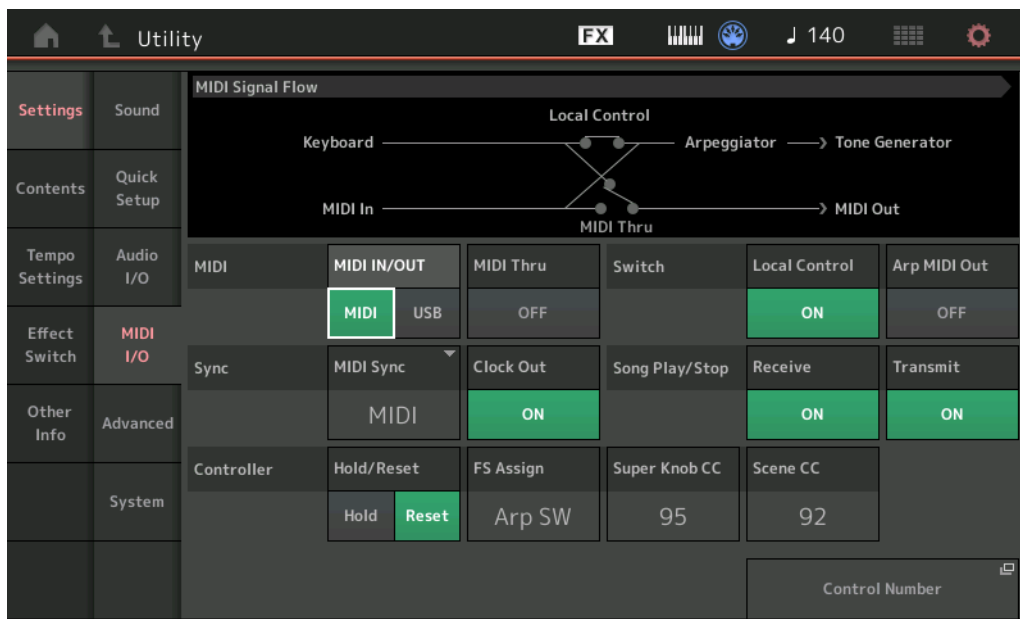 Utility
FX
♩ 140
Settings
Contents
Tempo
Settings
Effect
Switch
Other
Info
Sound
Quick
Setup
Audio
I/O
MIDI
I/O
Advanced
System
MIDI Signal Flow
Local Control
Keyboard
Arpeggiator
Tone Generator
MIDI In
MIDI Out
MIDI Thru
MIDI
MIDI IN/OUT
MIDI Thru
Switch
Local Control
Arp MIDI Out
MIDI
USB
OFF
ON
OFF
Sync
MIDI Sync
Clock Out
Song Play/Stop
Receive
Transmit
MIDI
ON
ON
ON
Controller
Hold/Reset
FS Assign
Super Knob CC
Scene CC
Hold
Reset
Arp SW
95
92
Control Number